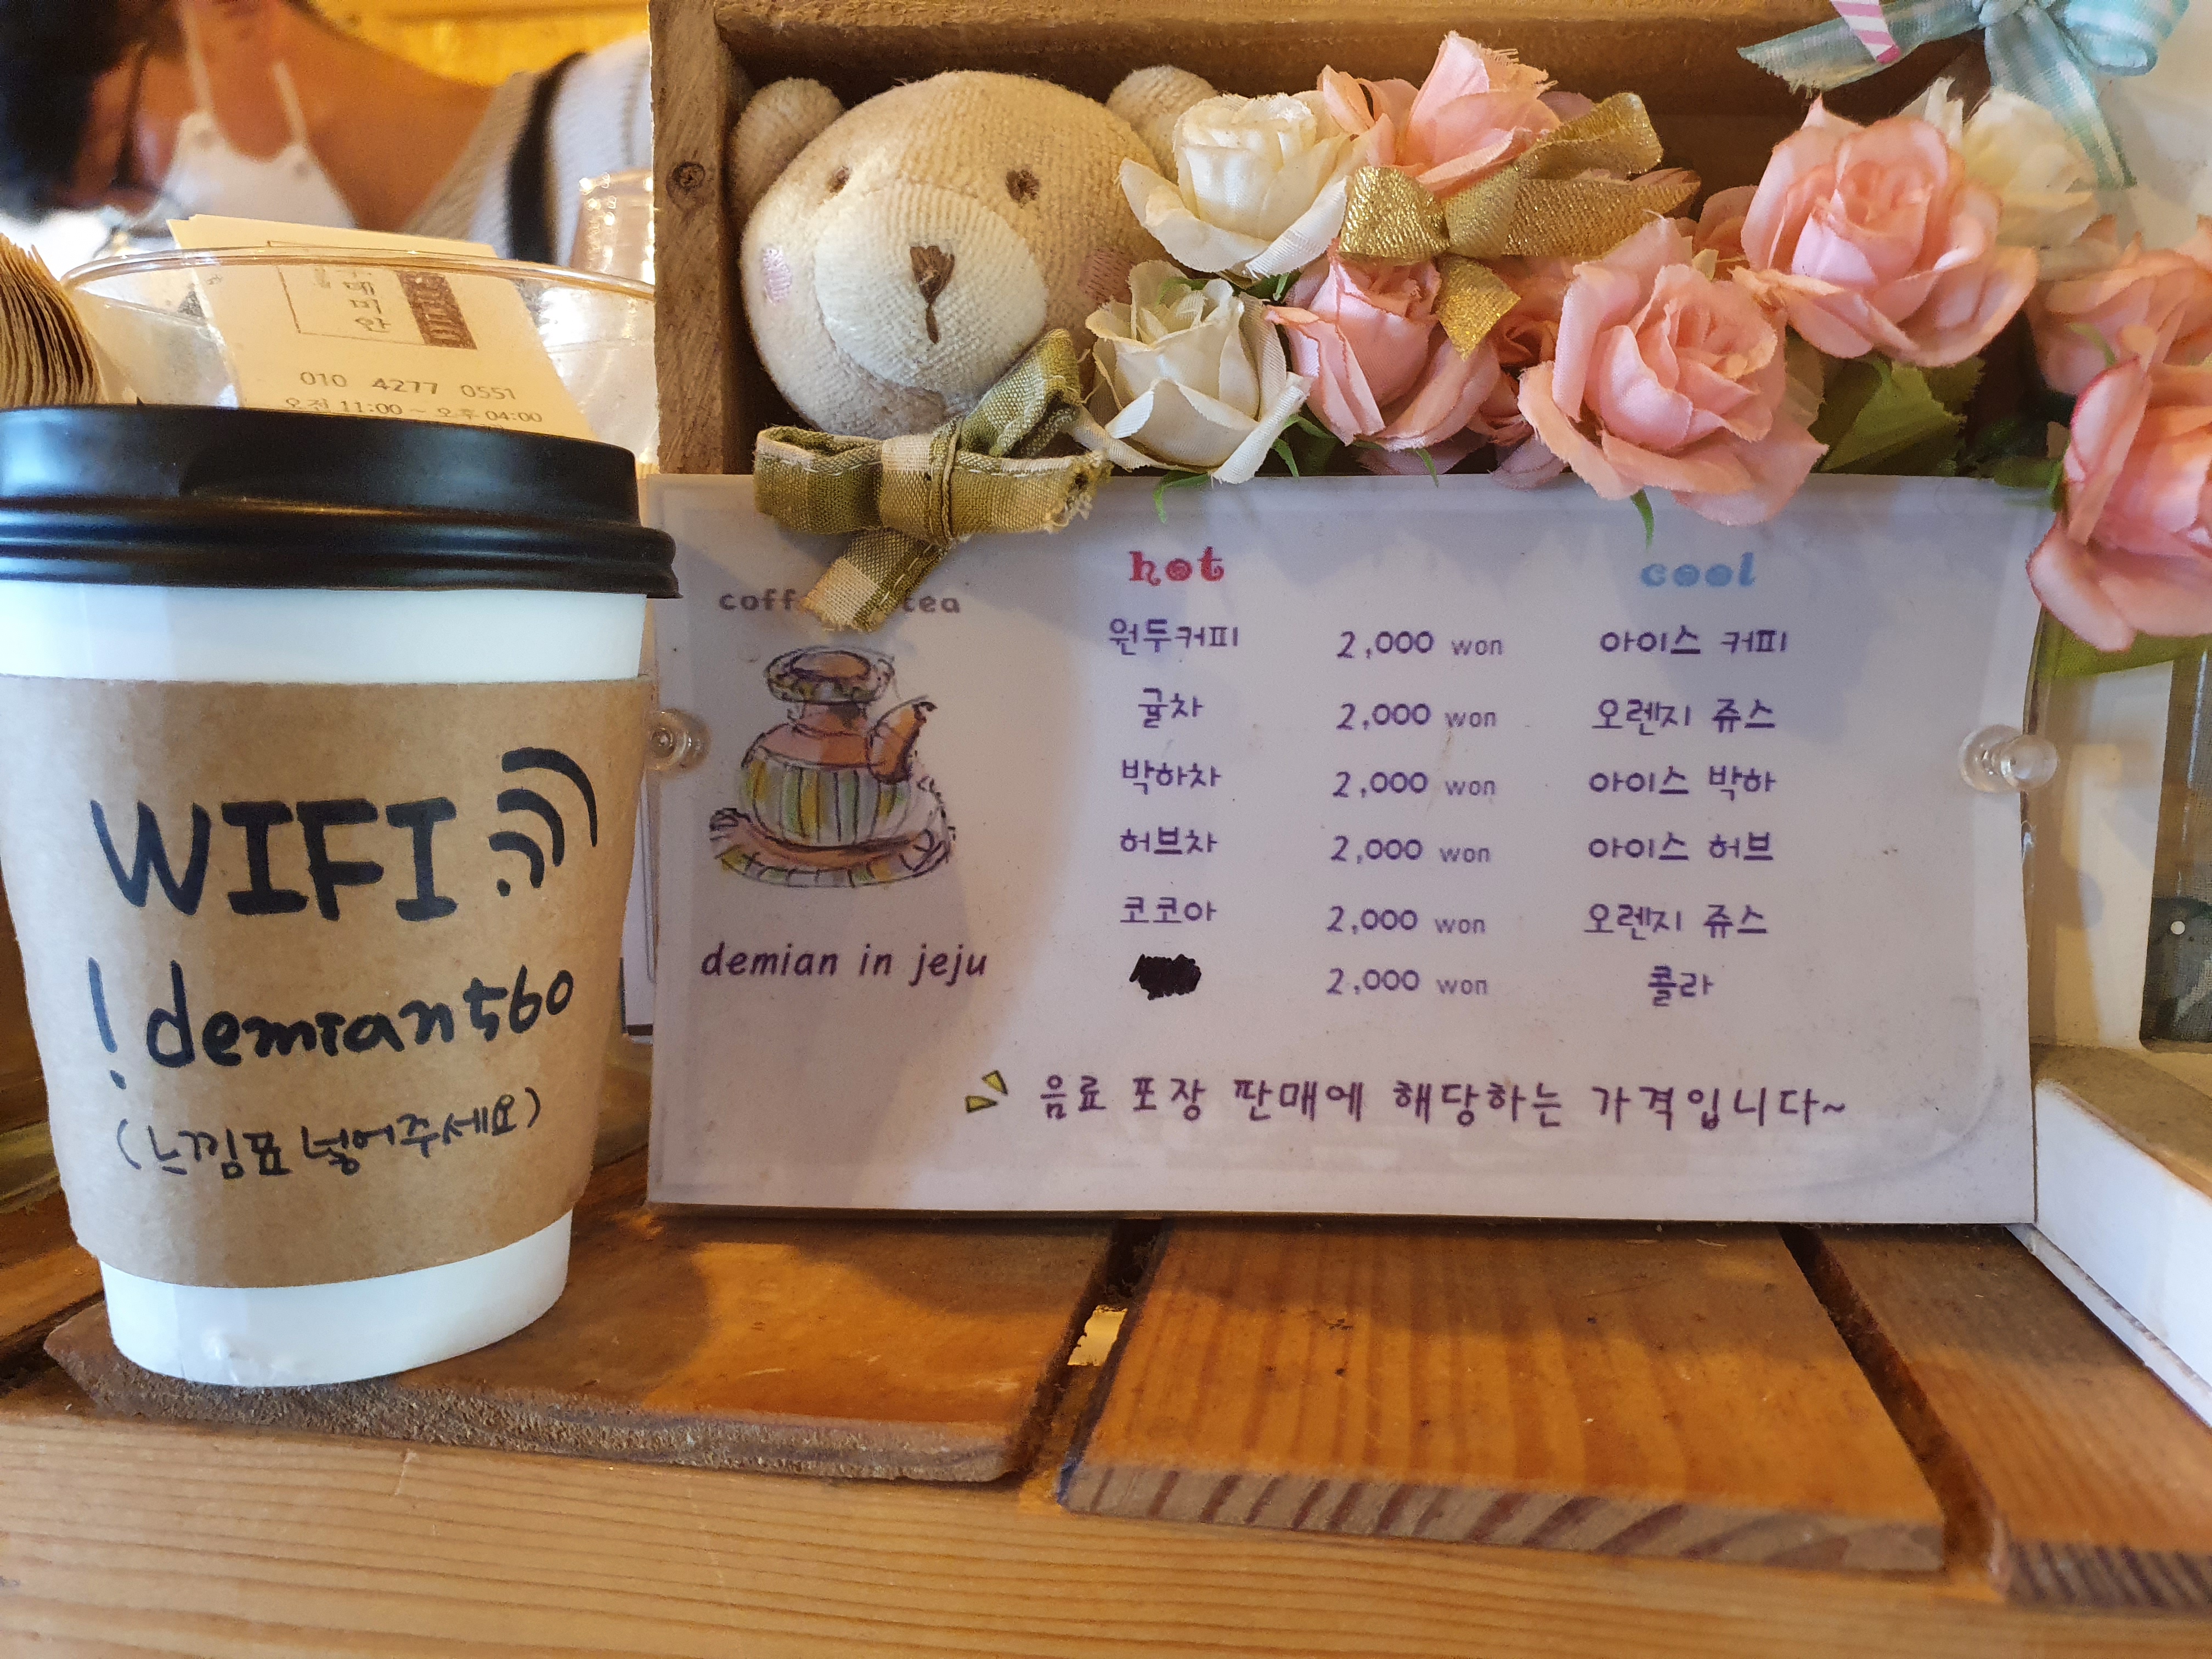 데미안
010 4277 0551
오전 11:00 ~ 오후 04:00
WIFI
!demian560
(느낌표 넣어주세요)
tea
demian in jeju
hot cool
원두커피 2,000 won 아이스 커피
귤차 2,000 won 오렌지 쥬스
박하차 2,000 won 아이스 박하
허브차 2,000 won 아이스 허브
코코아 2,000 won 오렌지 쥬스
2,000 won 콜라
음료 포장 판매에 해당하는 가격입니다~